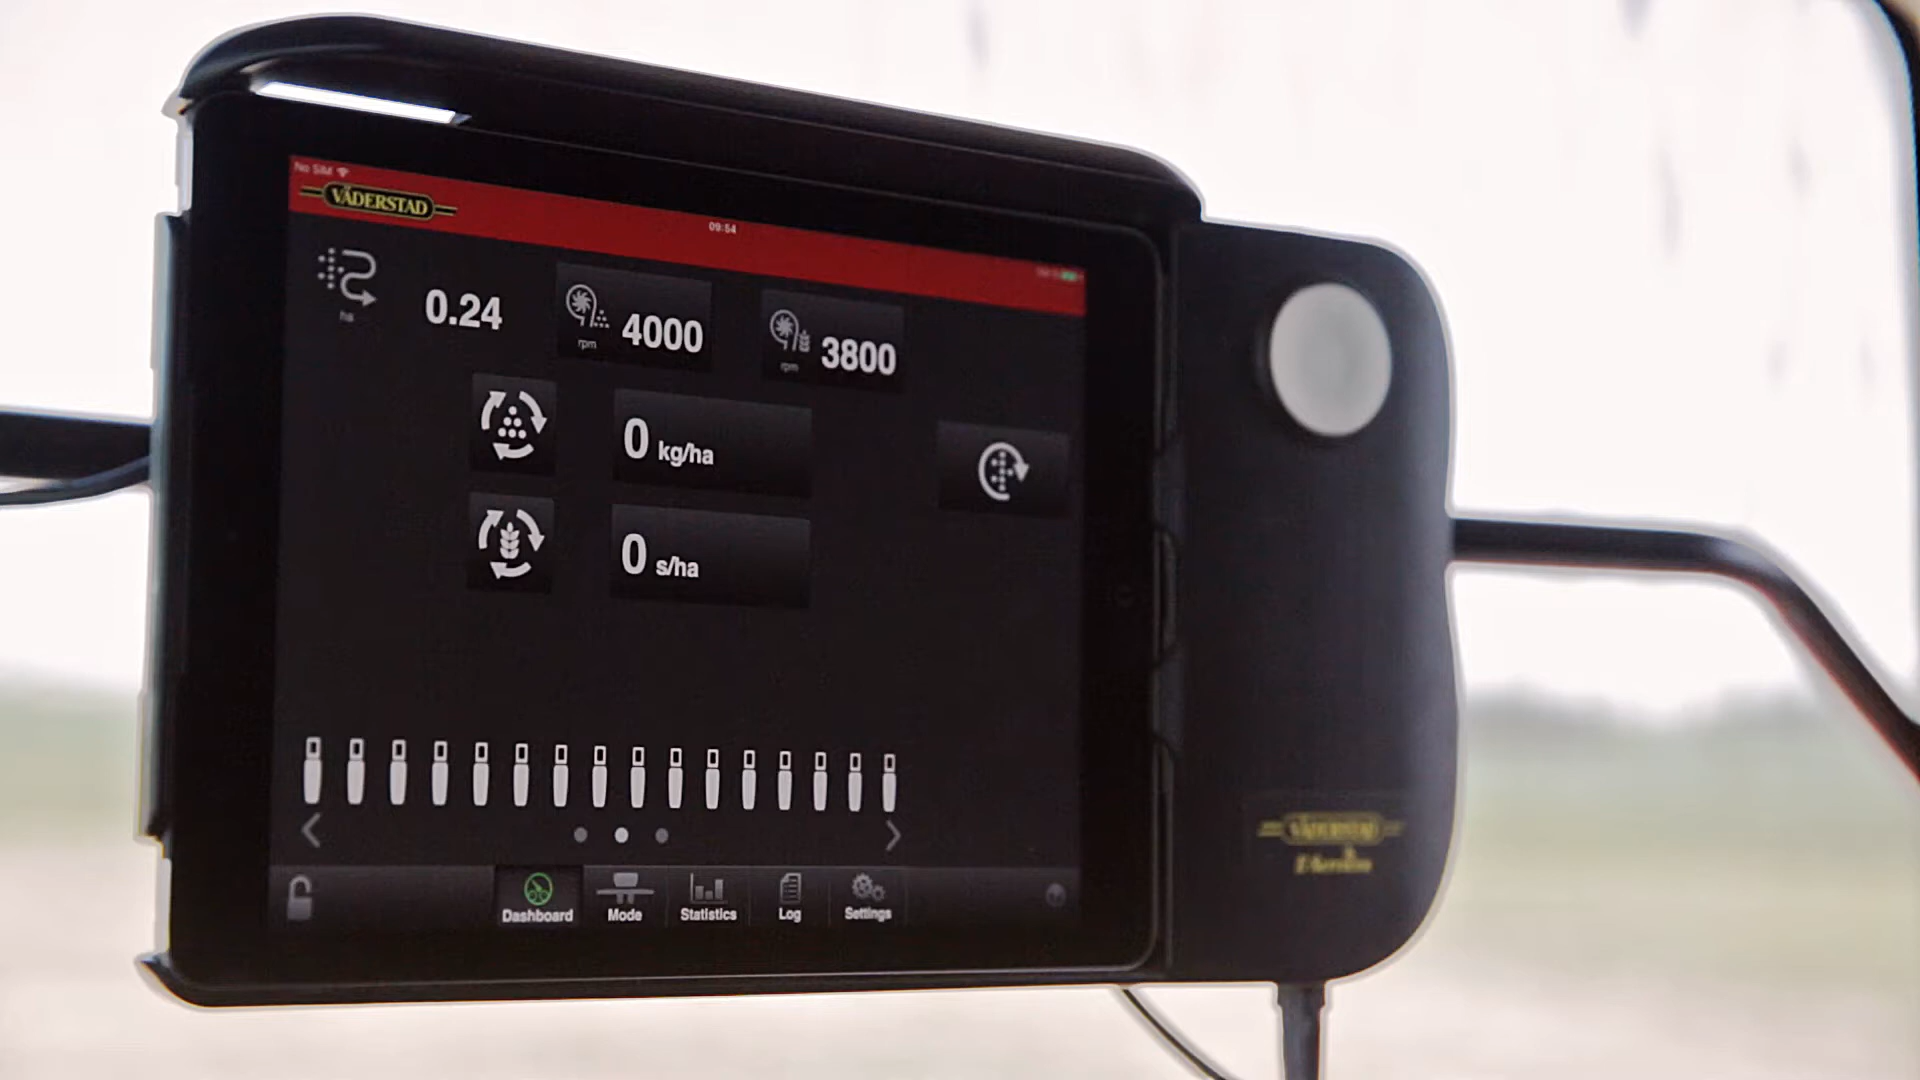 No SIM
VÄDERSTAD
09:54
ha
0.24
rpm
4000
rpm
3800
0 kg/ha
0 s/ha
Dashboard
Mode
Statistics
Log
Settings
VÄDERSTAD